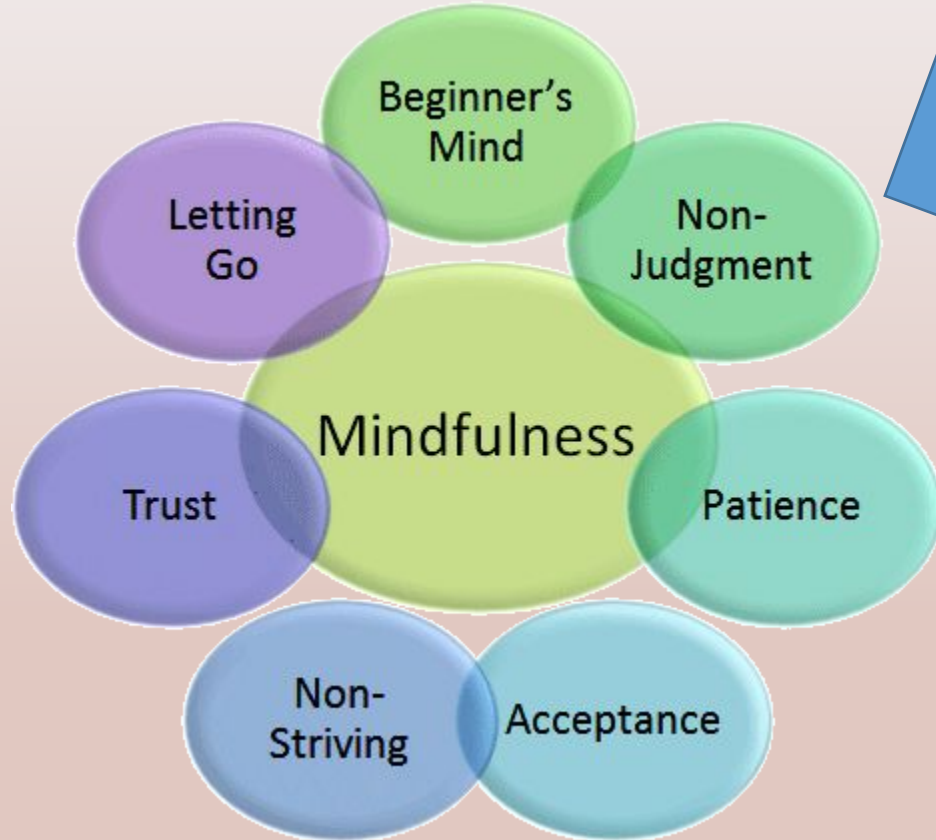 Beginner's
Mind
Non-
Judgment
Patience
Acceptance
Non-
Striving
Trust
Letting
Go
Mindfulness